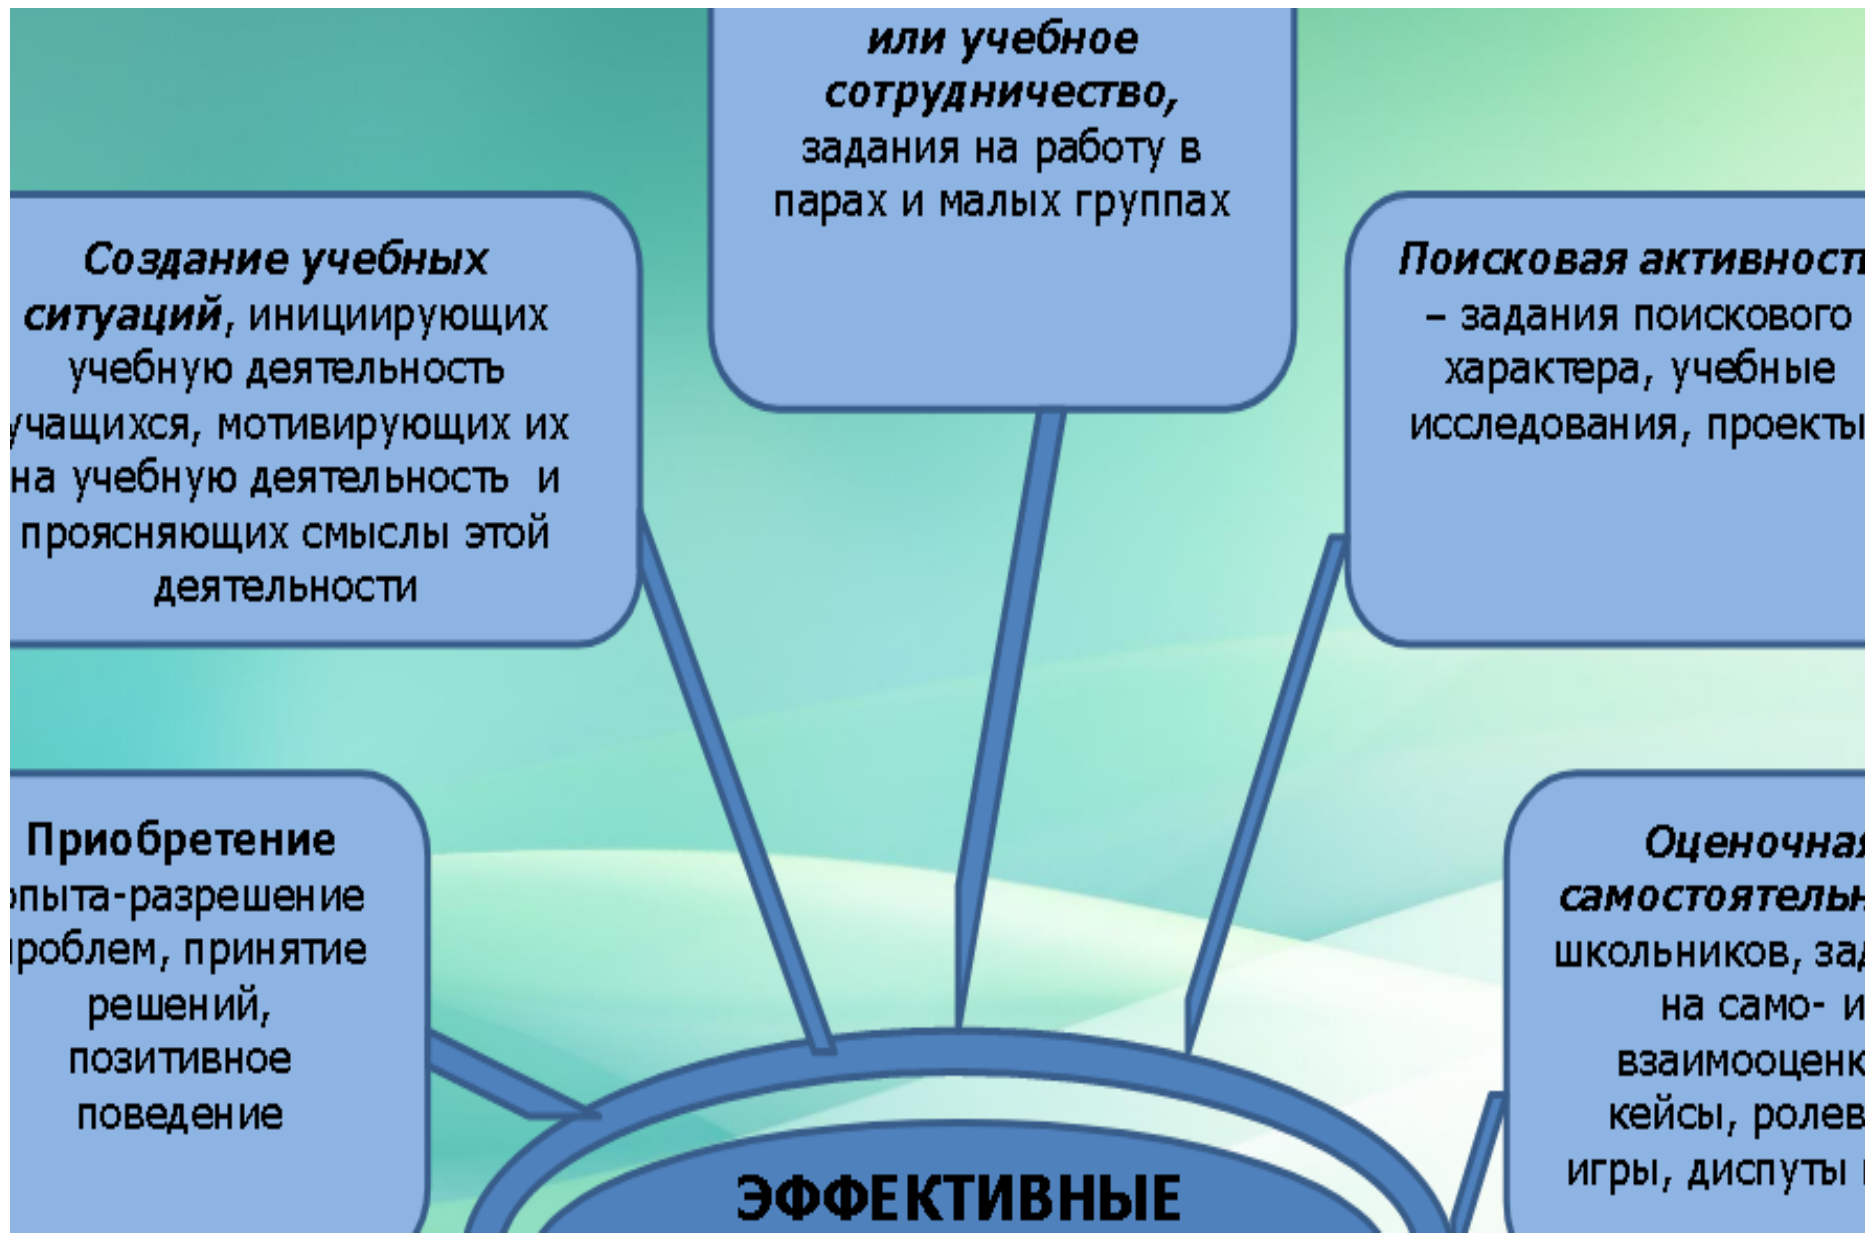 или учебное
сотрудничество,
задания на работу в
парах и малых группах
Создание учебных
ситуаций, инициирующих
учебную деятельность
учащихся, мотивирующих их
на учебную деятельность и
проясняющих смыслы этой
деятельности
Поисковая активность
– задания поискового
характера, учебные
исследования, проекты
Приобретение
опыта-разрешение
проблем, принятие
решений,
позитивное
поведение
Оценочная
самостоятельн
школьников, зад
на само- и
взаимооценк
кейсы, ролев
игры, диспуты
ЭФФЕКТИВНЫЕ